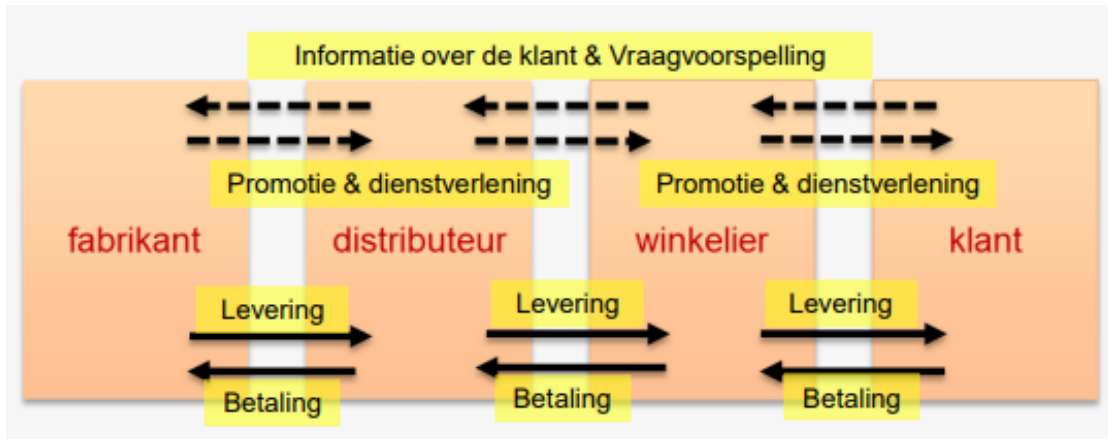 Informatie over de klant & Vraagvoorspelling
Promotie & dienstverlening Promotie & dienstverlening
fabrikant distributeur winkelier klant
Levering Levering Levering
Betaling Betaling Betaling